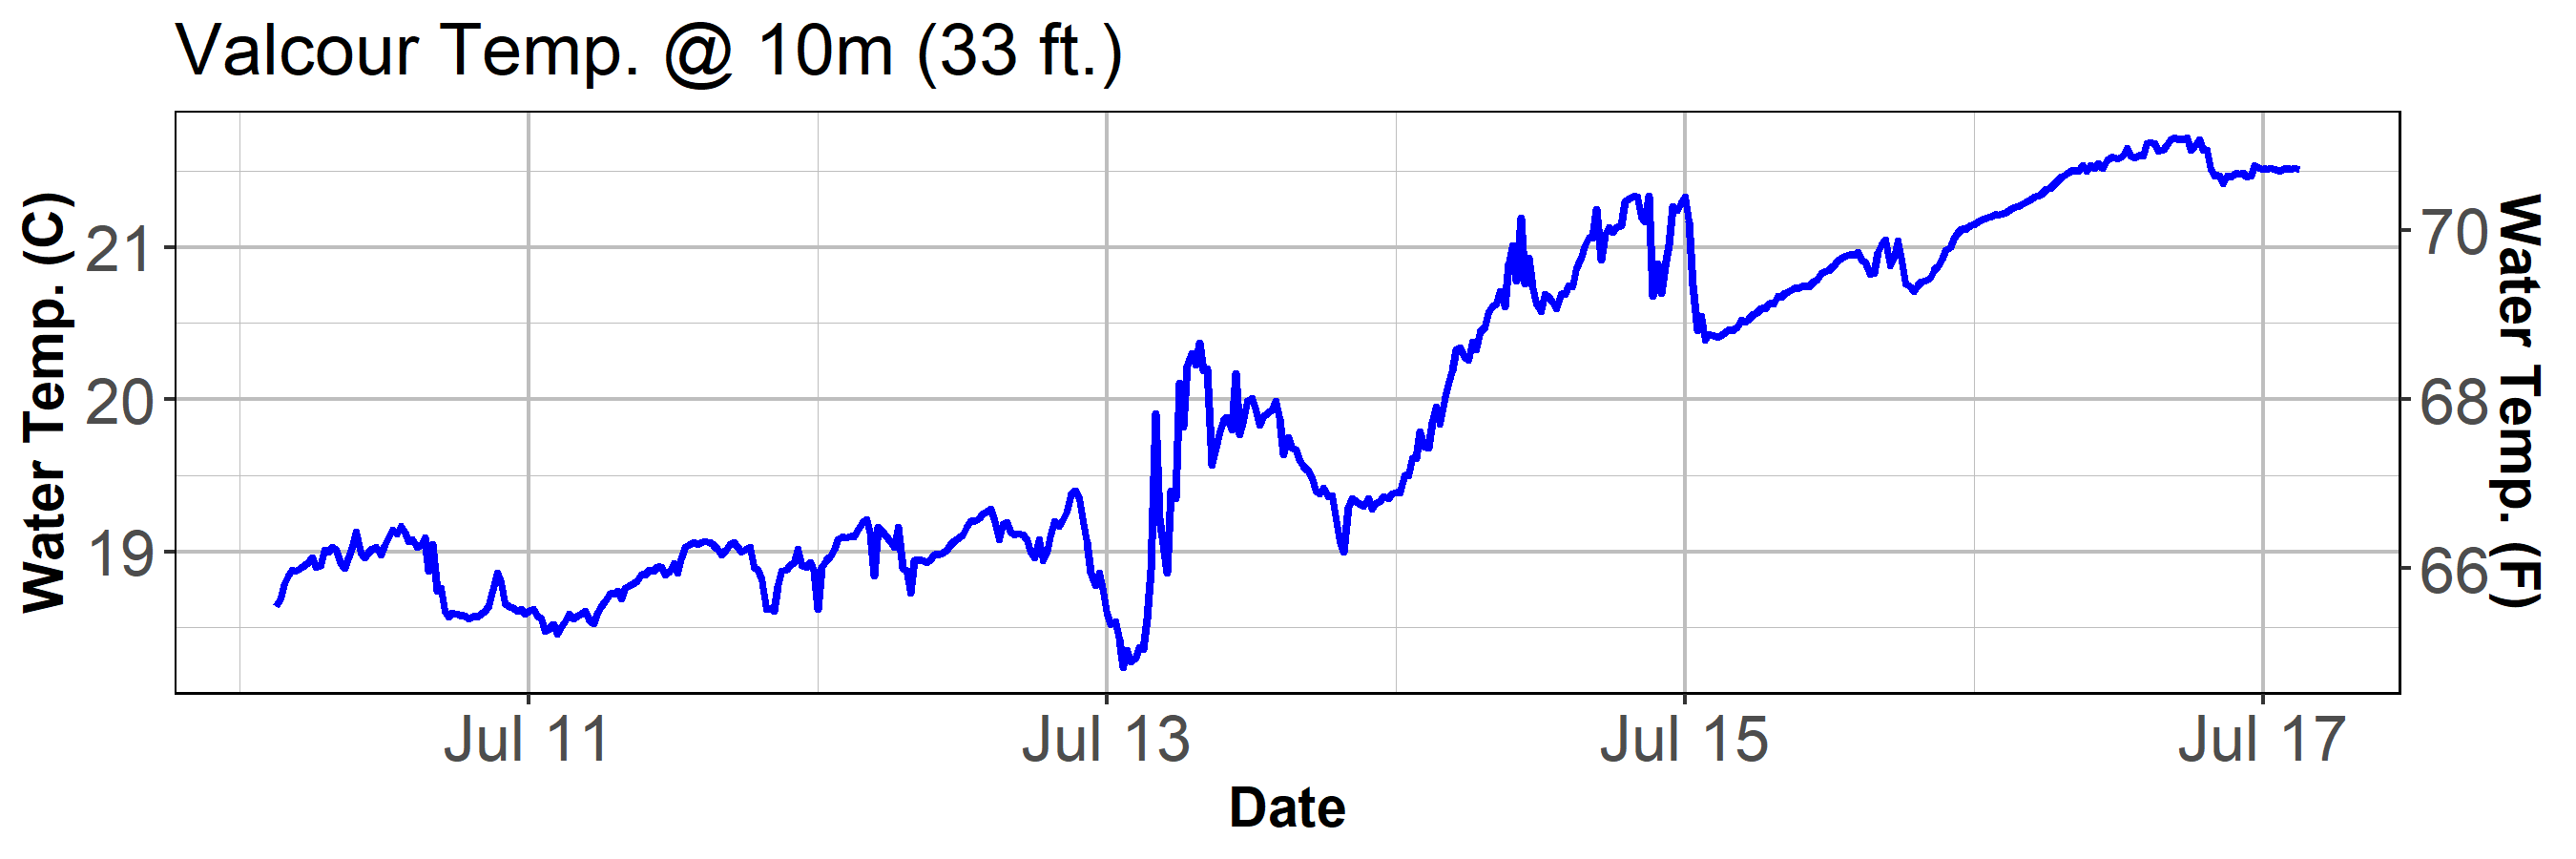 Valcour Temp. @ 10m (33 ft.)
Water Temp. (C)
21
20
19
70
68
66
Water Temp. (F)
Jul 11
Jul 13
Jul 15
Jul 17
Date